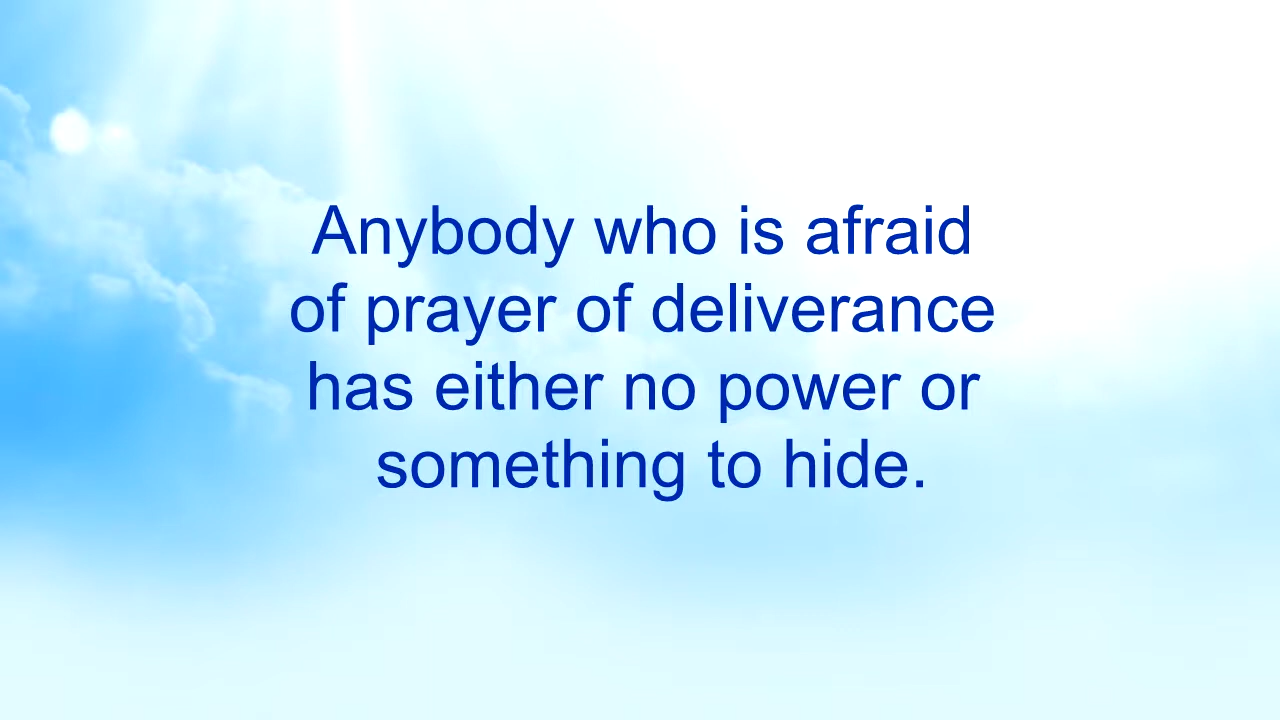 Anybody who is afraid
of prayer of deliverance
has either no power or
something to hide.